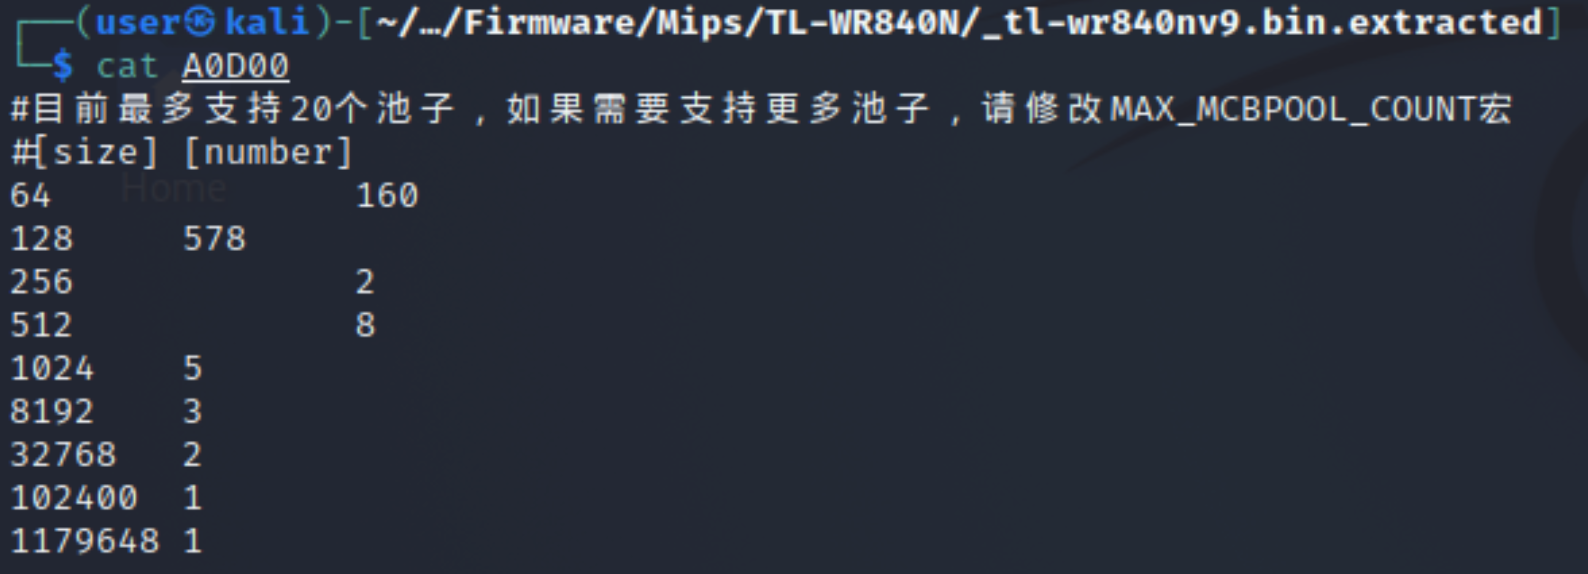 ┌──(user㉿kali)-[~/…/Firmware/Mips/TL-WR840N/_tl-wr840nv9.bin.extracted]
└─$ cat A0D00
#目前最多支持20个池子，如果需要支持更多池子，请修改MAX_MCBPOOL_COUNT宏
#[size] [number]
Home
64 160
128 578
256 2
512 8
1024 5
8192 3
32768 2
102400 1
1179648 1